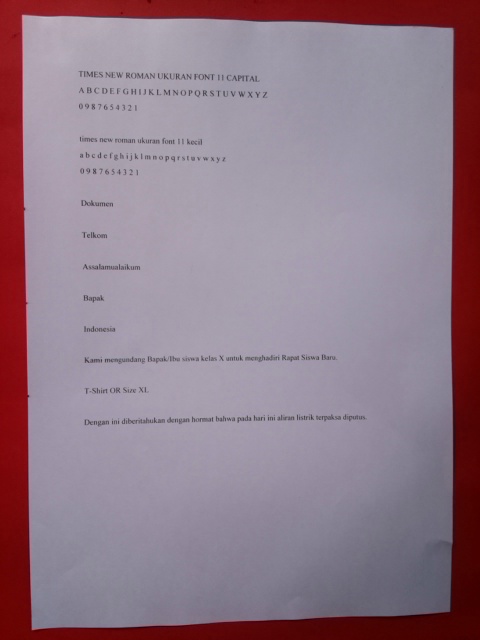 TIMES NEW ROMAN UKURAN FONT 11 CAPITAL
A B C D E F G H I J K L M N O P Q R S T U V W X Y Z
0 9 8 7 6 5 4 3 2 1
times new roman ukuran font 11 kecil
a b c d e f g h i j k l m n o p q r s t u v w x y z
0 9 8 7 6 5 4 3 2 1
Dokumen
Telkom
Assalamualaikum
Bapak
Indonesia
Kami mengundang Bapak/Ibu siswa kelas X untuk menghadiri Rapat Siswa Baru.
T-Shirt OR Size XL
Dengan ini diberitahukan dengan hormat bahwa pada hari ini aliran listrik terpaksa diputus.